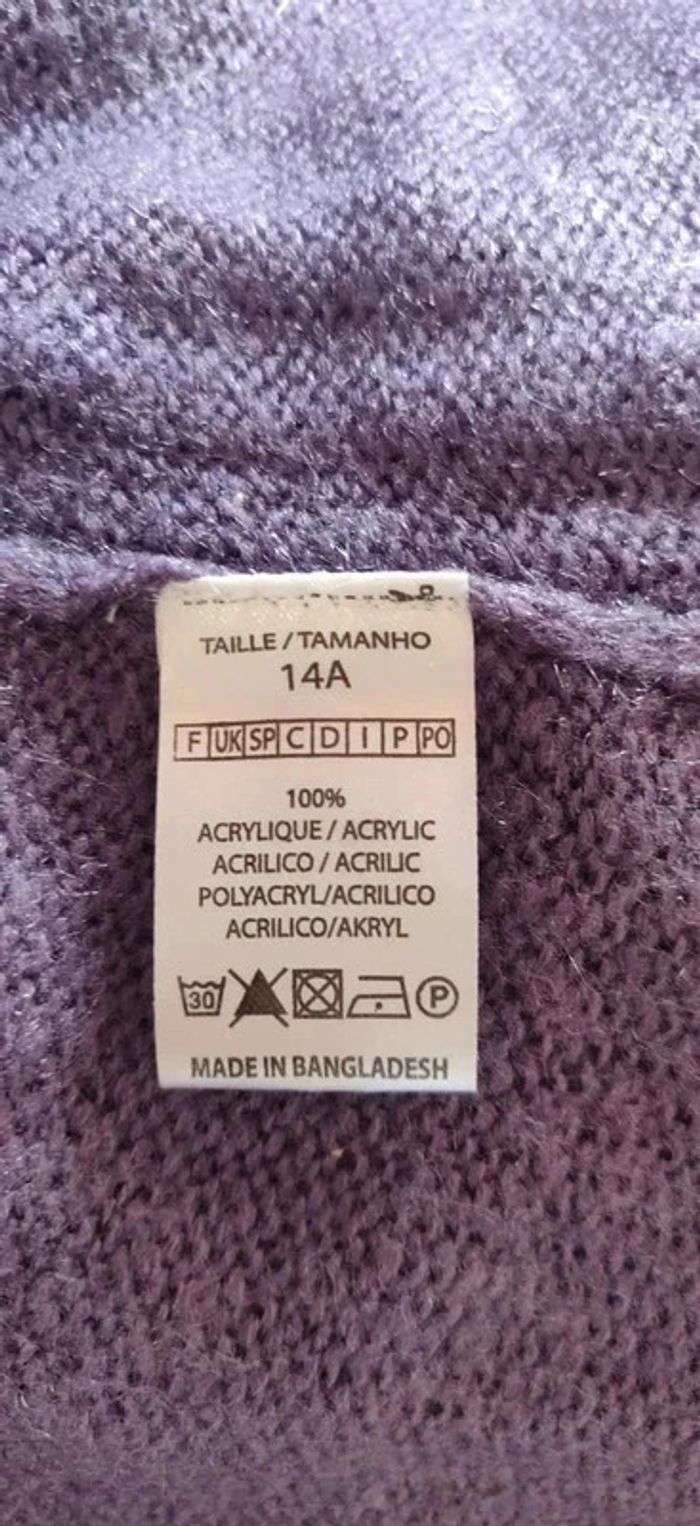 TAILLE / TAMANHO
14A
F UK SP C D I P PO
100%
ACRYLIQUE / ACRYLIC
ACRILICO / ACRILIC
POLYACRYL/ACRILICO
ACRILICO/AKRYL
30 P
MADE IN BANGLADESH